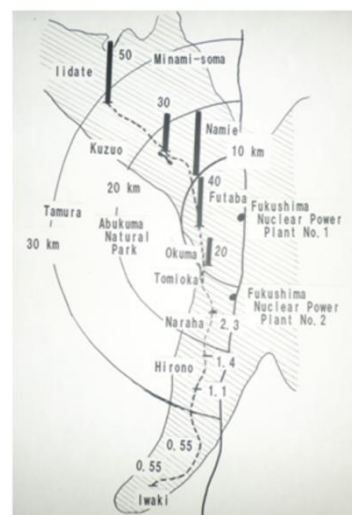 50
Iidate
Minami-soma
30
Namie
Kuzuo
10 km
40
20 km
Futaba
Tamura
Abukuma
Natural
Park
Fukushima
Nuclear Power
Plant No.1
30 km
Okuma
20
Tomioka
Fukushima
Nuclear Power
Plant No.2
Naraha
2.3
1.4
Hirono
1.1
0.55
0.55
Iwaki